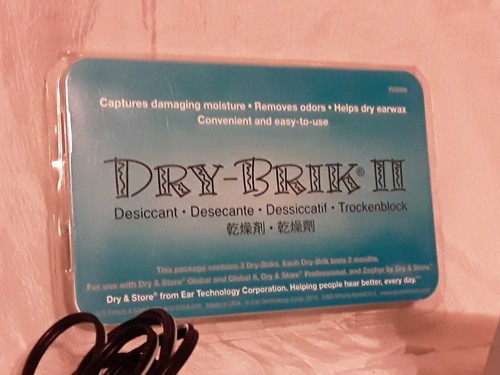 Captures damaging moisture • Removes odors • Helps dry earwax
Convenient and easy-to-use
DRY-BRIK® II
Desiccant • Desecante • Dessiccatif • Trockenblock
乾燥剤 • 乾燥劑
This package contains 3 Dry-Briks. Each Dry-Brik lasts 2 months.
For use with Dry & Store® Global and Global II, Dry & Store® Professional, and Zephyr by Dry & Store®
Dry & Store® from Ear Technology Corporation. Helping people hear better, every day.™